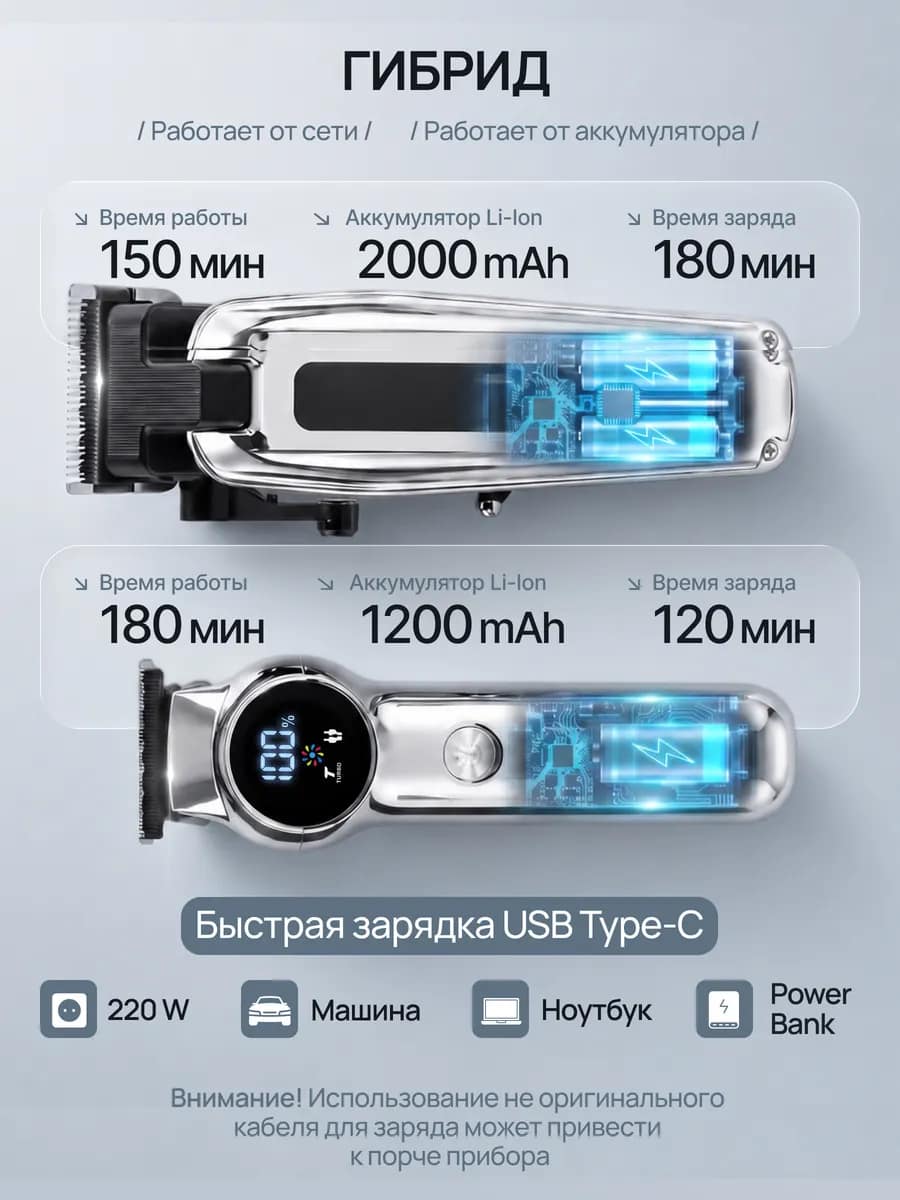 ГИБРИД
/ Работает от сети / / Работает от аккумулятора /
Время работы Аккумулятор Li-Ion Время заряда
150 мин 2000 mAh 180 мин
Время работы Аккумулятор Li-Ion Время заряда
180 мин 1200 mAh 120 мин
100%
T
TURBO
Быстрая зарядка USB Type-C
220 W Машина Ноутбук Power Bank
Внимание! Использование не оригинального
кабеля для заряда может привести
к порче прибора